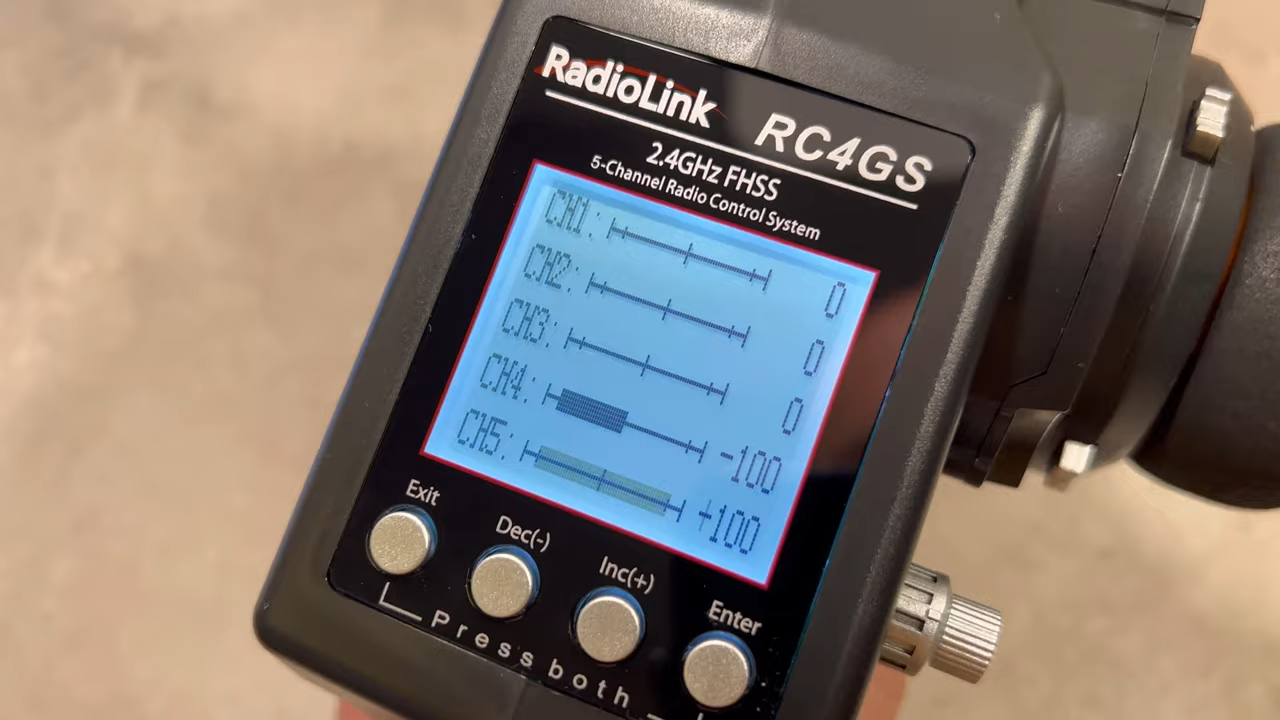 RadioLink
RC4GS
2.4GHz FHSS
5-Channel Radio Control System
CH1: 0
CH2: 0
CH3: 0
CH4: -100
CH5: +100
Exit Dec(-) Inc(+) Enter
Press both